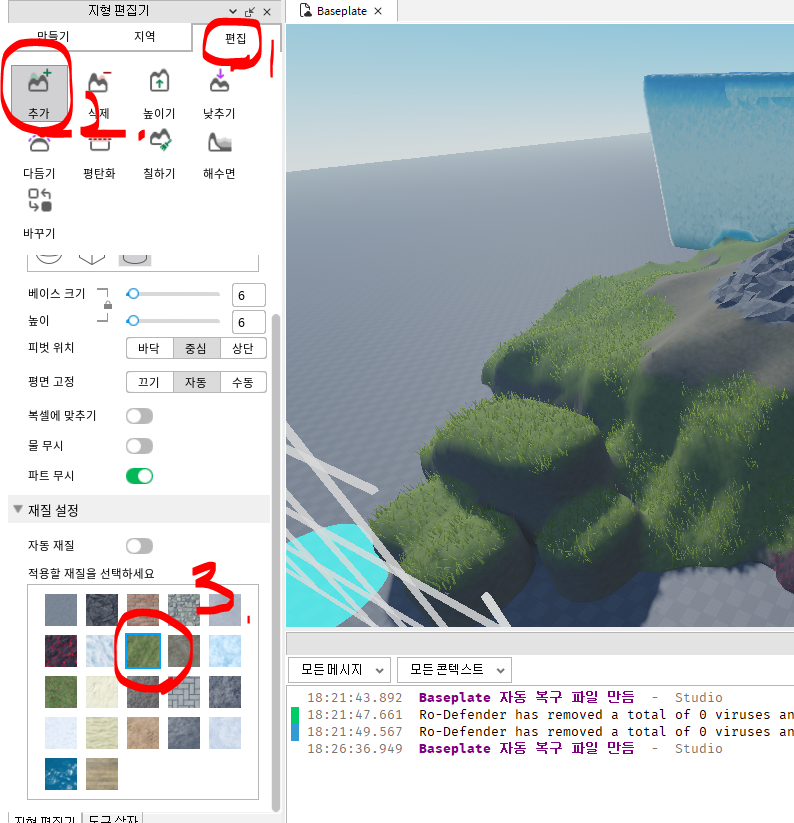 지형 편집기
Baseplate
만들기 지역 편집
1
추가 삭제 높이기 낮추기
2.
다듬기 평탄화 칠하기 해수면
바꾸기
베이스 크기 6
높이 6
피벗 위치 바닥 중심 상단
평면 고정 끄기 자동 수동
복셀에 맞추기
물 무시
파트 무시
재질 설정
자동 재질
적용할 재질을 선택하세요
3.
지형 편집기 도구 상자
모든 메시지 모든 콘텍스트
18:21:43.892 Baseplate 자동 복구 파일 만듬 - Studio
18:21:47.661 Ro-Defender has removed a total of 0 viruses an
18:21:49.567 Ro-Defender has removed a total of 0 viruses an
18:26:36.949 Baseplate 자동 복구 파일 만듬 - Studio